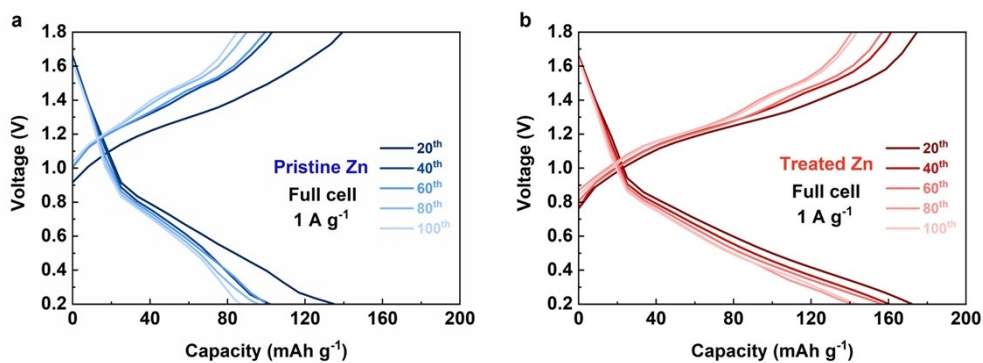 a
1.8
1.6
1.4
1.2
1.0
0.8
0.6
0.4
0.2
Voltage (V)
Pristine Zn
Full cell
1 A g⁻¹
20ᵗʰ
40ᵗʰ
60ᵗʰ
80ᵗʰ
100ᵗʰ
0 40 80 120 160 200
Capacity (mAh g⁻¹)
b
1.8
1.6
1.4
1.2
1.0
0.8
0.6
0.4
0.2
Voltage (V)
Treated Zn
Full cell
1 A g⁻¹
20ᵗʰ
40ᵗʰ
60ᵗʰ
80ᵗʰ
100ᵗʰ
0 40 80 120 160 200
Capacity (mAh g⁻¹)